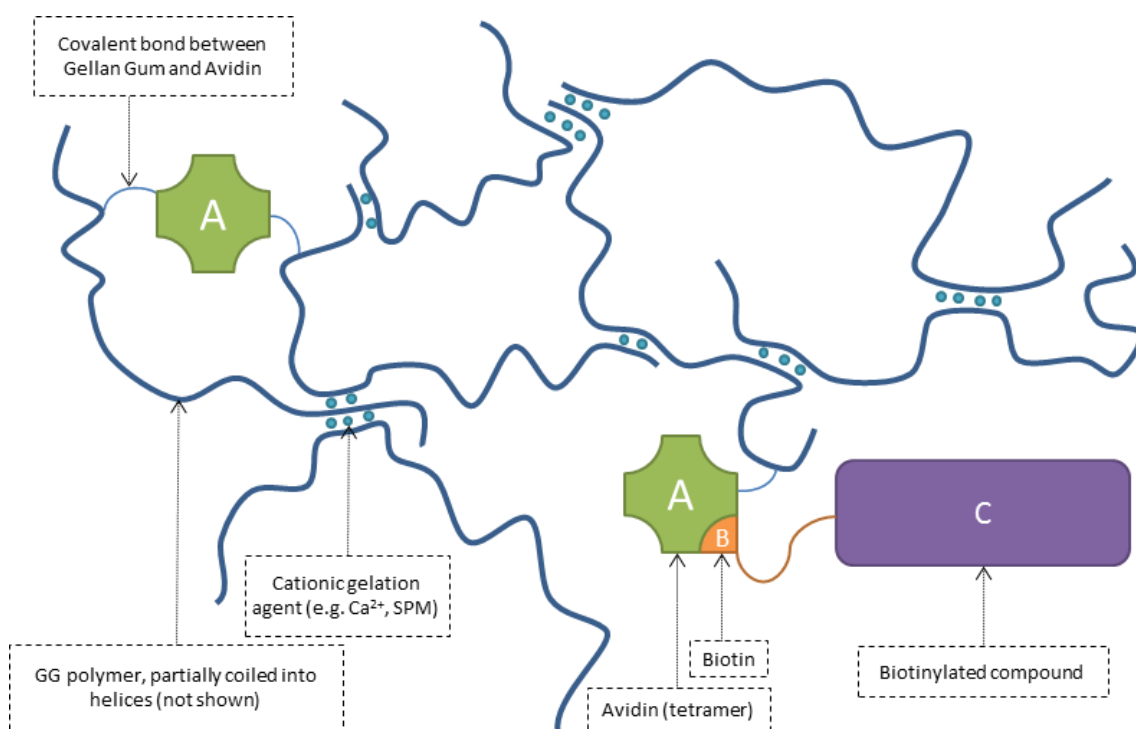 Covalent bond between
Gellan Gum and Avidin
A
Cationic gelation
agent (e.g. Ca²⁺, SPM)
GG polymer, partially coiled into
helices (not shown)
A
B
C
Biotin
Avidin (tetramer)
Biotinylated compound